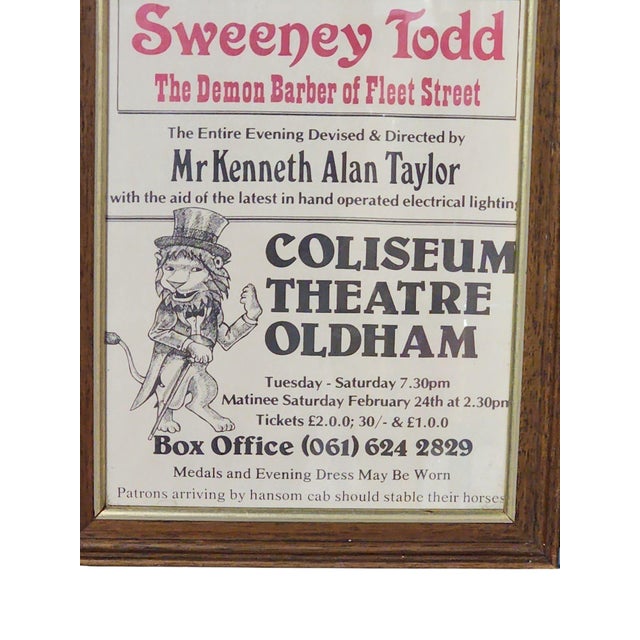 Sweeney Todd
The Demon Barber of Fleet Street
The Entire Evening Devised & Directed by
Mr Kenneth Alan Taylor
with the aid of the latest in hand operated electrical lighting
COLISEUM
THEATRE
OLDHAM
Tuesday - Saturday 7.30pm
Matinee Saturday February 24th at 2.30pm
Tickets £2.0.0; 30/- & £1.0.0
Box Office (061) 624 2829
Medals and Evening Dress May Be Worn
Patrons arriving by hansom cab should stable their horses